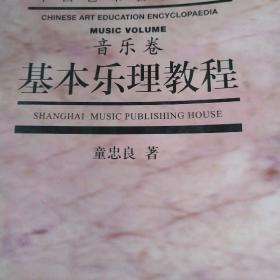 CHINESE ART EDUCATION ENCYCLOPAEDIA
MUSIC VOLUME
音乐卷
基本乐理教程
SHANGHAI MUSIC PUBLISHING HOUSE
童忠良 著